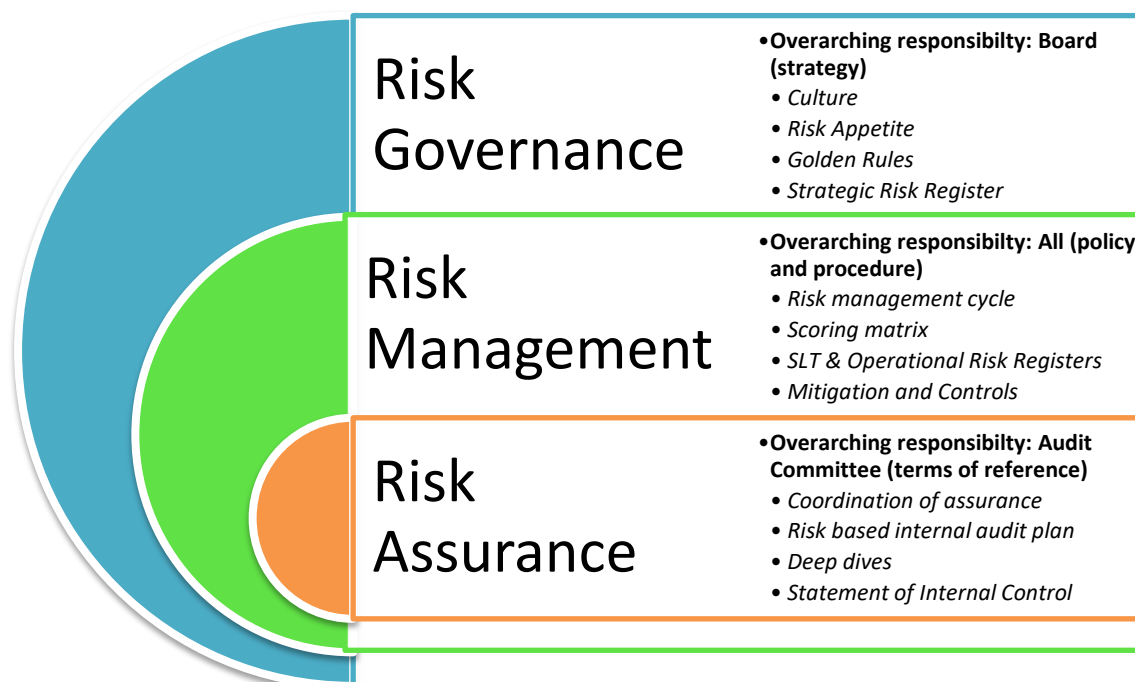 Risk
Governance
•Overarching responsibilty: Board
(strategy)
• Culture
• Risk Appetite
• Golden Rules
• Strategic Risk Register
Risk
Management
•Overarching responsibilty: All (policy
and procedure)
• Risk management cycle
• Scoring matrix
• SLT & Operational Risk Registers
• Mitigation and Controls
Risk
Assurance
•Overarching responsibilty: Audit
Committee (terms of reference)
• Coordination of assurance
• Risk based internal audit plan
• Deep dives
• Statement of Internal Control